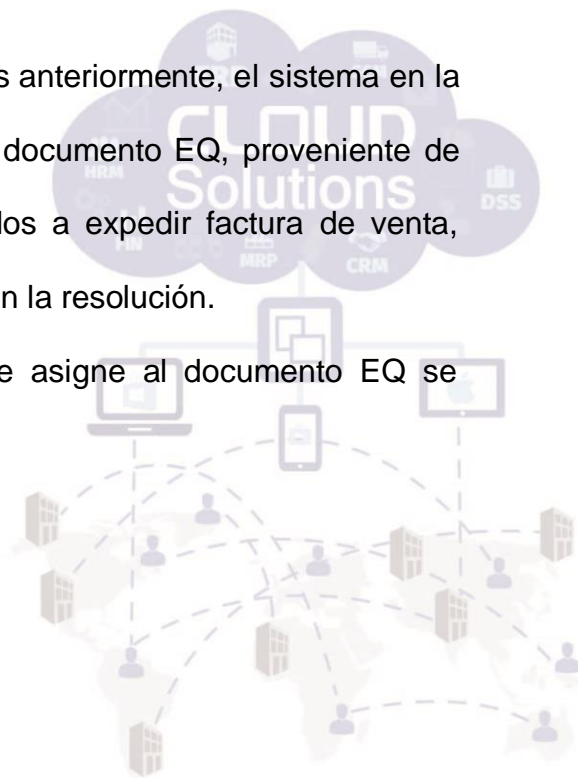 s anteriormente, el sistema en la
documento EQ, proveniente de
los a expedir factura de venta,
n la resolución.
e asigne al documento EQ se
CLOUD
Solutions
HRM
DSS
FIN
MRP
CRM